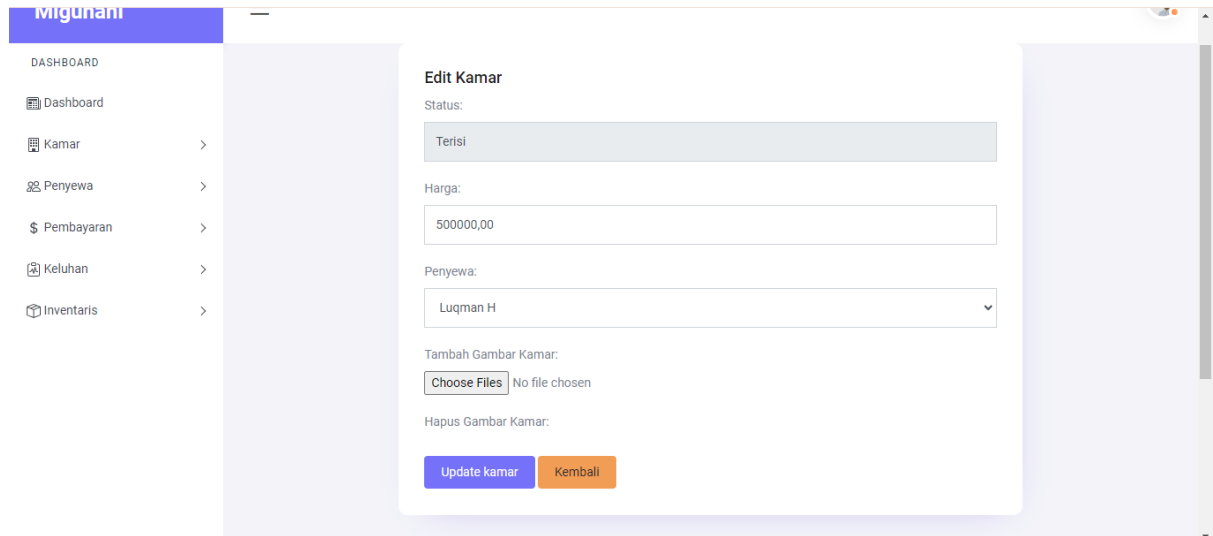 Migunani
DASHBOARD
Dashboard
Kamar
Penyewa
$ Pembayaran
Keluhan
Inventaris
Edit Kamar
Status:
Terisi
Harga:
500000,00
Penyewa:
Luqman H
Tambah Gambar Kamar:
Choose Files No file chosen
Hapus Gambar Kamar:
Update kamar Kembali